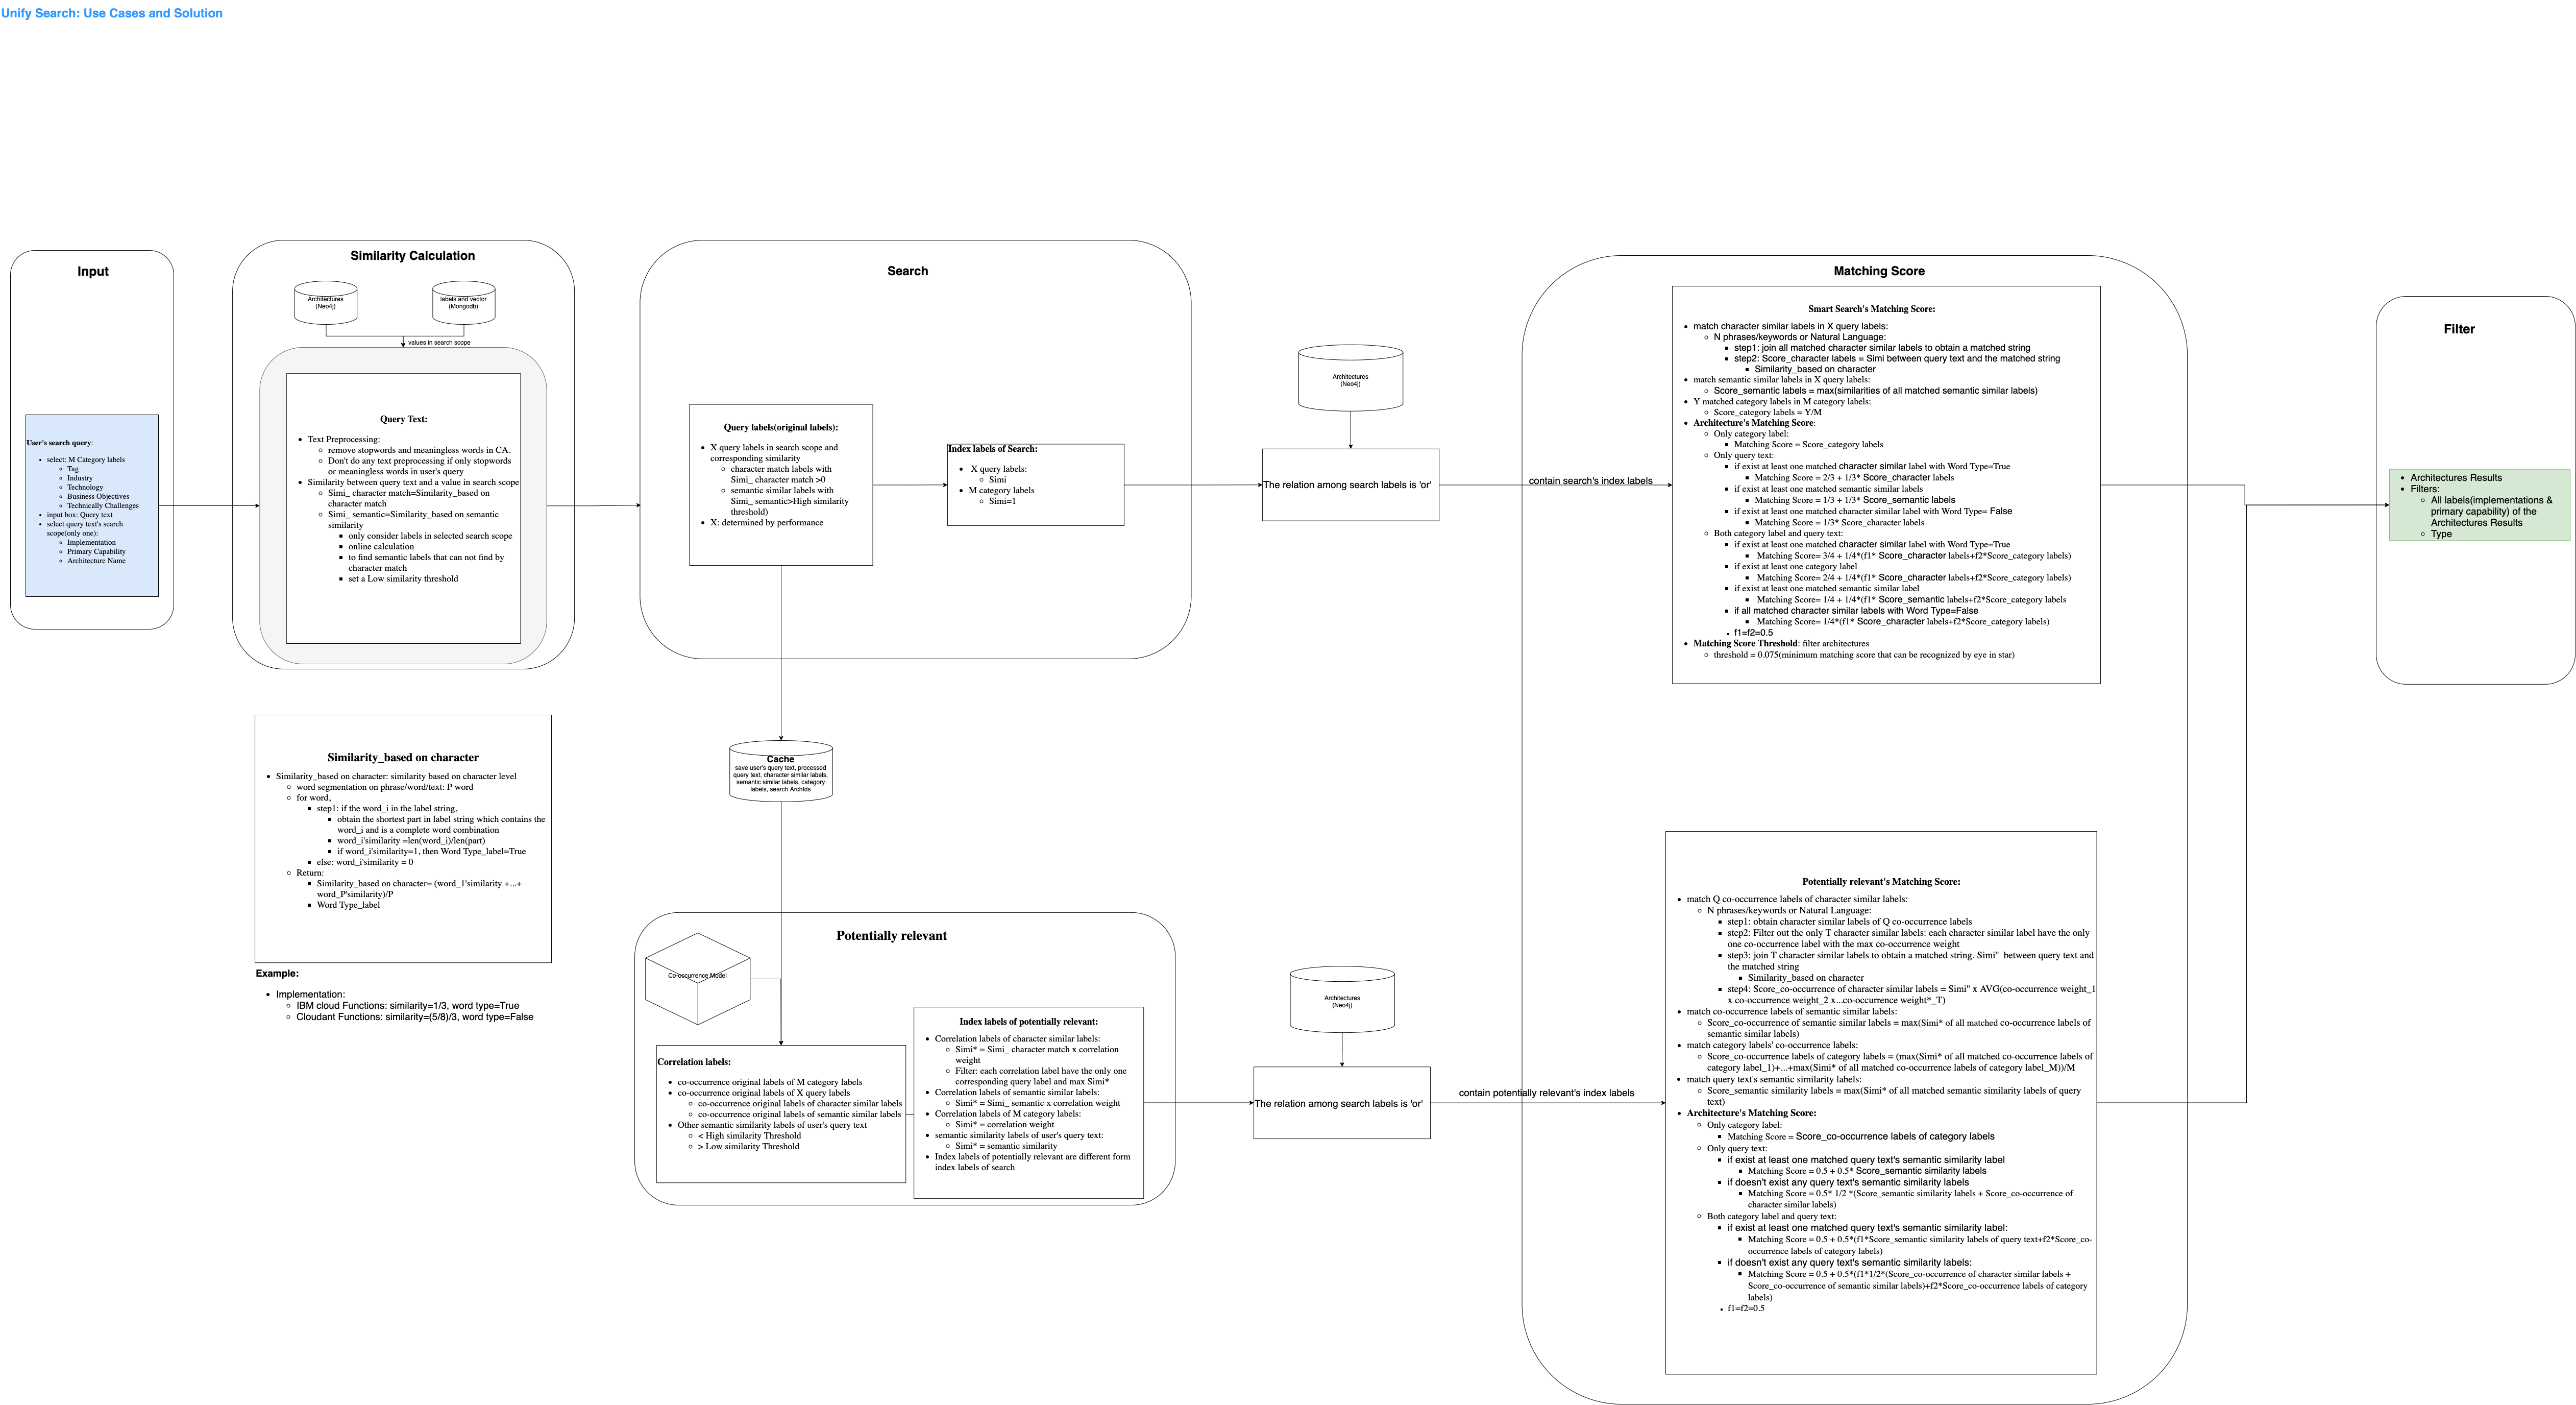 Unify Search: Use Cases and Solution
Input
User's search query:
select: M Category labels
Tag
Industry
Technology
Business Objectives
Technically Challenges
input box: Query text
select query text's search
scope(only one):
Implementation
Primary Capability
Architecture Name
Similarity Calculation
Architectures
(Neo4j)
labels and vector
(Mongodb)
values in search scope
Query Text:
Text Preprocessing:
remove stopwords and meaningless words in CA.
Don't do any text preprocessing if only stopwords
or meaningless words in user's query
Similarity between query text and a value in search scope
Simi_ character match=Similarity_based on
character match
Simi_ semantic=Similarity_based on semantic
similarity
only consider labels in selected search scope
online calculation
to find semantic labels that can not find by
character match
set a Low similarity threshold
Similarity_based on character
Similarity_based on character: similarity based on character level
word segmentation on phrase/word/text: P word
for word,
step1: if the word_i in the label string,
obtain the shortest part in label string which contains the
word_i and is a complete word combination
word_i'similarity =len(word_i)/len(part)
if word_i'similarity=1, then Word Type_label=True
else: word_i'similarity = 0
Return:
Similarity_based on character= (word_1'similarity +...+
word_P'similarity)/P
Word Type_label
Example:
Implementation:
IBM cloud Functions: similarity=1/3, word type=True
Cloudant Functions: similarity=(5/8)/3, word type=False
Search
Query labels(original labels):
X query labels in search scope and
corresponding similarity
character match labels with
Simi_ character match >0
semantic similar labels with
Simi_ semantic>High similarity
threshold)
X: determined by performance
Index labels of Search:
X query labels:
Simi
M category labels
Simi=1
Cache
save user's query text, processed
query text, character similar labels,
semantic similar labels, category
labels, search ArchIds
Potentially relevant
Co-occurrence Model
Correlation labels:
co-occurrence original labels of M category labels
co-occurrence original labels of X query labels
co-occurrence original labels of character similar labels
co-occurrence original labels of semantic similar labels
Other semantic similarity labels of user's query text
< High similarity Threshold
> Low similarity Threshold
Index labels of potentially relevant:
Correlation labels of character similar labels:
Simi* = Simi_ character match x correlation
weight
Filter: each correlation label have the only one
corresponding query label and max Simi*
Correlation labels of semantic similar labels:
Simi* = Simi_ semantic x correlation weight
Correlation labels of M category labels:
Simi* = correlation weight
semantic similarity labels of user's query text:
Simi* = semantic similarity
Index labels of potentially relevant are different form
index labels of search
Architectures
(Neo4j)
The relation among search labels is 'or'
contain search's index labels
Architectures
(Neo4j)
The relation among search labels is 'or'
contain potentially relevant's index labels
Matching Score
Smart Search's Matching Score:
match character similar labels in X query labels:
N phrases/keywords or Natural Language:
step1: join all matched character similar labels to obtain a matched string
step2: Score_character labels = Simi between query text and the matched string
Similarity_based on character
match semantic similar labels in X query labels:
Score_semantic labels = max(similarities of all matched semantic similar labels)
Y matched category labels in M category labels:
Score_category labels = Y/M
Architecture's Matching Score:
Only category label:
Matching Score = Score_category labels
Only query text:
if exist at least one matched character similar label with Word Type=True
Matching Score = 2/3 + 1/3* Score_character labels
if exist at least one matched semantic similar labels
Matching Score = 1/3 + 1/3* Score_semantic labels
if exist at least one matched character similar label with Word Type= False
Matching Score = 1/3* Score_character labels
Both category label and query text:
if exist at least one matched character similar label with Word Type=True
Matching Score= 3/4 + 1/4*(f1* Score_character labels+f2*Score_category labels)
if exist at least one category label
Matching Score= 2/4 + 1/4*(f1* Score_character labels+f2*Score_category labels)
if exist at least one matched semantic similar label
Matching Score= 1/4 + 1/4*(f1* Score_semantic labels+f2*Score_category labels
if all matched character similar labels with Word Type=False
Matching Score= 1/4*(f1* Score_character labels+f2*Score_category labels)
f1=f2=0.5
Matching Score Threshold: filter architectures
threshold = 0.075(minimum matching score that can be recognized by eye in star)
Potentially relevant's Matching Score:
match Q co-occurrence labels of character similar labels:
N phrases/keywords or Natural Language:
step1: obtain character similar labels of Q co-occurrence labels
step2: Filter out the only T character similar labels: each character similar label have the only
one co-occurrence label with the max co-occurrence weight
step3: join T character similar labels to obtain a matched string. Simi" between query text and
the matched string
Similarity_based on character
step4: Score_co-occurrence of character similar labels = Simi" x AVG(co-occurrence weight_1
x co-occurrence weight_2 x...co-occurrence weight*_T)
match co-occurrence labels of semantic similar labels:
Score_co-occurrence of semantic similar labels = max(Simi* of all matched co-occurrence labels of
semantic similar labels)
match category labels' co-occurrence labels:
Score_co-occurrence labels of category labels = (max(Simi* of all matched co-occurrence labels of
category label_1)+...+max(Simi* of all matched co-occurrence labels of category label_M))/M
match query text's semantic similarity labels:
Score_semantic similarity labels = max(Simi* of all matched semantic similarity labels of query
text)
Architecture's Matching Score:
Only category label:
Matching Score = Score_co-occurrence labels of category labels
Only query text:
if exist at least one matched query text's semantic similarity label
Matching Score = 0.5 + 0.5* Score_semantic similarity labels
if doesn't exist any query text's semantic similarity labels
Matching Score = 0.5* 1/2 *(Score_semantic similarity labels + Score_co-occurrence of
character similar labels)
Both category label and query text:
if exist at least one matched query text's semantic similarity label:
Matching Score = 0.5 + 0.5*(f1*Score_semantic similarity labels of query text+f2*Score_co-
occurrence labels of category labels)
if doesn't exist any query text's semantic similarity labels:
Matching Score = 0.5 + 0.5*(f1*1/2*(Score_co-occurrence of character similar labels +
Score_co-occurrence of semantic similar labels)+f2*Score_co-occurrence labels of category
labels)
f1=f2=0.5
Filter
Architectures Results
Filters:
All labels(implementations &
primary capability) of the
Architectures Results
Type